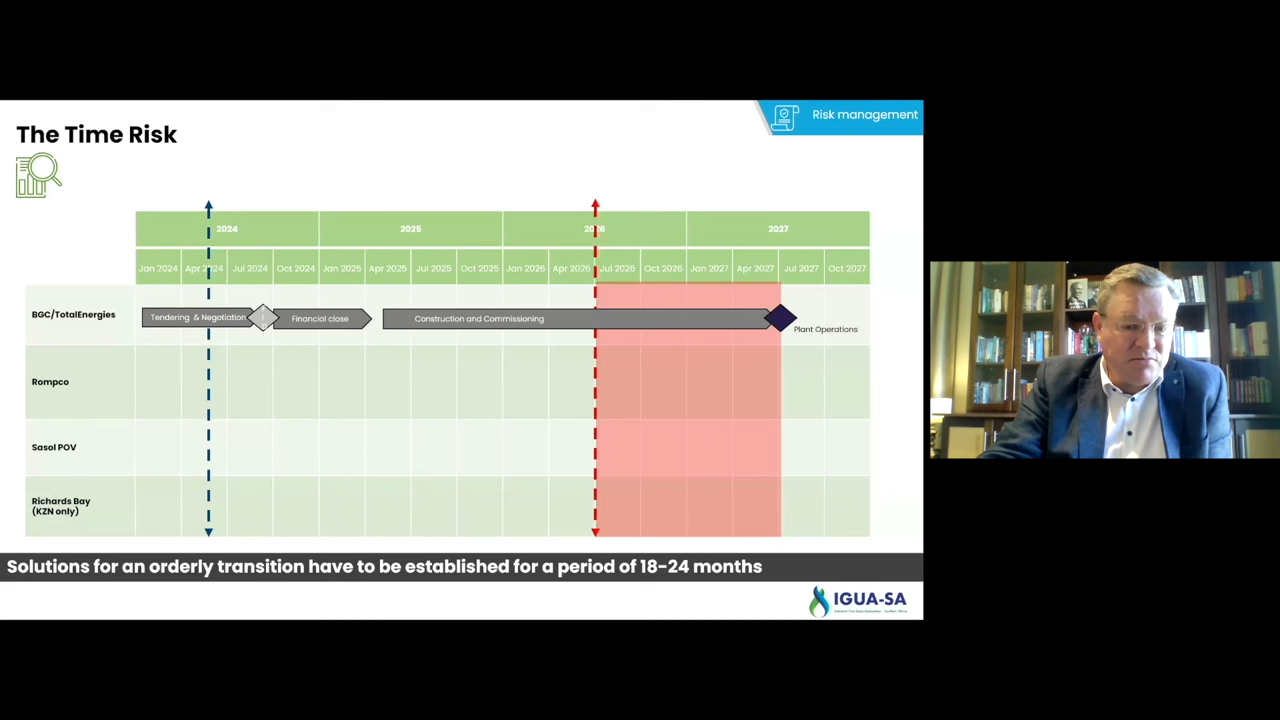 Risk management
The Time Risk
2024
2025
2026
2027
Jan 2024 Apr 2024 Jul 2024 Oct 2024 Jan 2025 Apr 2025 Jul 2025 Oct 2025 Jan 2026 Apr 2026 Jul 2026 Oct 2026 Jan 2027 Apr 2027 Jul 2027 Oct 2027
BGC/TotalEnergies
Tendering & Negotiation
Financial close
Construction and Commissioning
Plant Operations
Rompco
Sasol POV
Richards Bay
(KZN only)
Solutions for an orderly transition have to be established for a period of 18-24 months
IGUA-SA